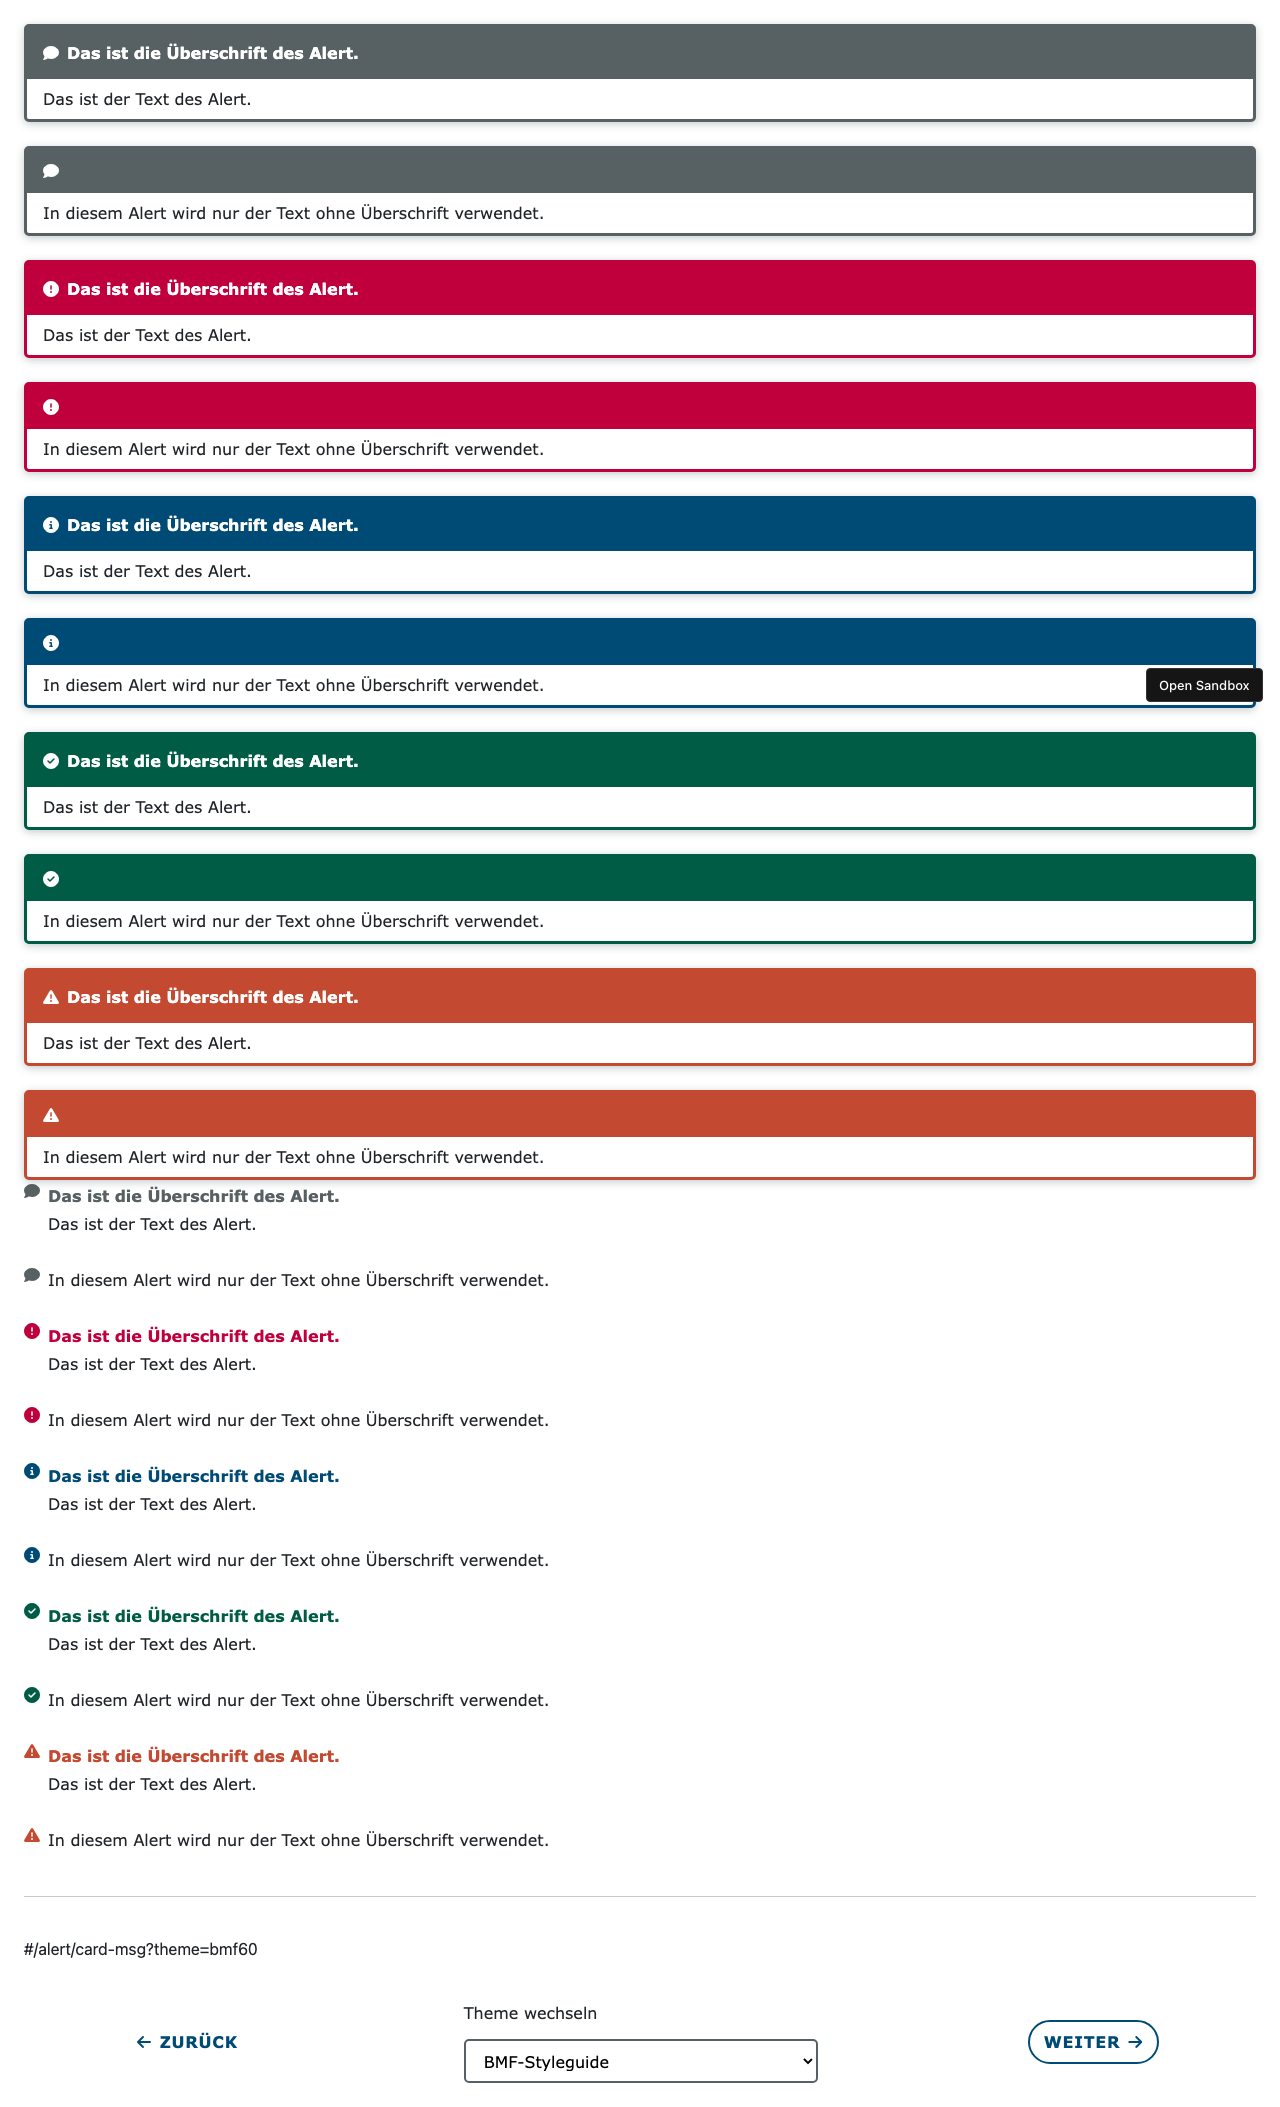 Das ist die Überschrift des Alert.
Das ist der Text des Alert.
In diesem Alert wird nur der Text ohne Überschrift verwendet.
Das ist die Überschrift des Alert.
Das ist der Text des Alert.
In diesem Alert wird nur der Text ohne Überschrift verwendet.
Das ist die Überschrift des Alert.
Das ist der Text des Alert.
In diesem Alert wird nur der Text ohne Überschrift verwendet.
Open Sandbox
Das ist die Überschrift des Alert.
Das ist der Text des Alert.
In diesem Alert wird nur der Text ohne Überschrift verwendet.
Das ist die Überschrift des Alert.
Das ist der Text des Alert.
In diesem Alert wird nur der Text ohne Überschrift verwendet.
Das ist die Überschrift des Alert.
Das ist der Text des Alert.
In diesem Alert wird nur der Text ohne Überschrift verwendet.
Das ist die Überschrift des Alert.
Das ist der Text des Alert.
In diesem Alert wird nur der Text ohne Überschrift verwendet.
Das ist die Überschrift des Alert.
Das ist der Text des Alert.
In diesem Alert wird nur der Text ohne Überschrift verwendet.
Das ist die Überschrift des Alert.
Das ist der Text des Alert.
In diesem Alert wird nur der Text ohne Überschrift verwendet.
Das ist die Überschrift des Alert.
Das ist der Text des Alert.
In diesem Alert wird nur der Text ohne Überschrift verwendet.
#/alert/card-msg?theme=bmf60
Theme wechseln
← ZURÜCK
BMF-Styleguide
WEITER →